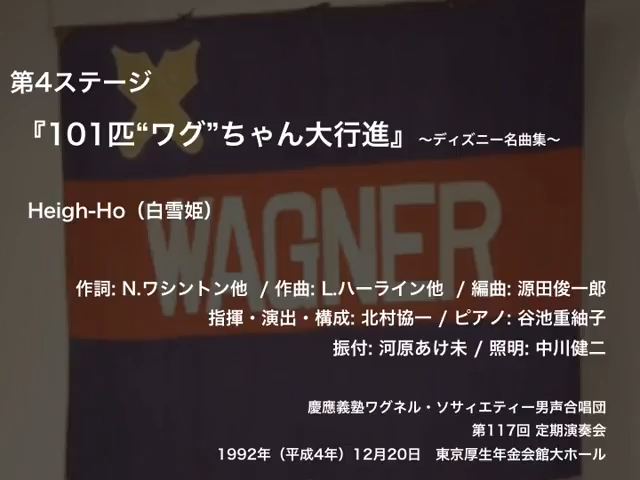 第4ステージ
『101匹“ワグ”ちゃん大行進』 ～ディズニー名曲集～
Heigh-Ho（白雪姫）
WAGNER
作詞: N.ワシントン他 / 作曲: L.ハーライン他 / 編曲: 源田俊一郎
指揮・演出・構成: 北村協一 / ピアノ: 谷池重紬子
振付: 河原あけ未 / 照明: 中川健二
慶應義塾ワグネル・ソサィエティー男声合唱団
第117回 定期演奏会
1992年（平成4年）12月20日　東京厚生年金会館大ホール